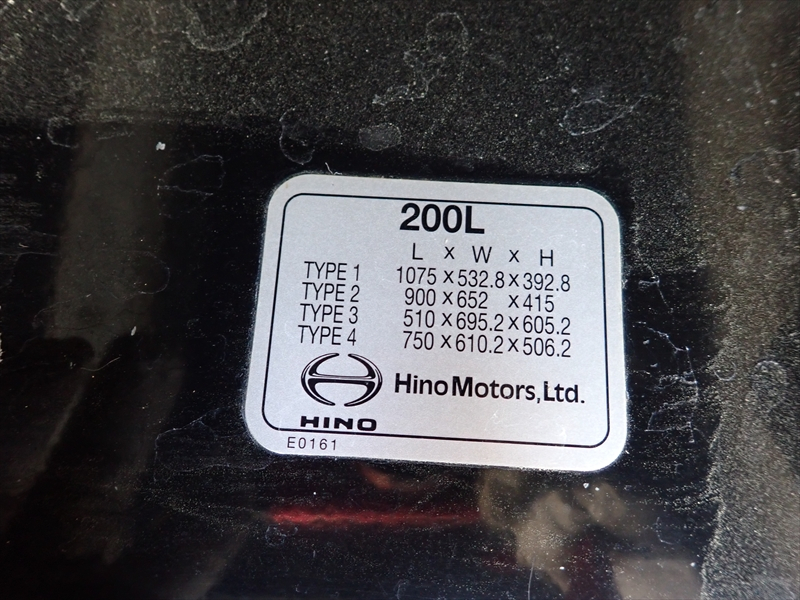 200L
L x W x H
TYPE 1 1075 x 532.8 x 392.8
TYPE 2 900 x 652 x 415
TYPE 3 510 x 695.2 x 605.2
TYPE 4 750 x 610.2 x 506.2
Hino Motors, Ltd.
HINO
E0161